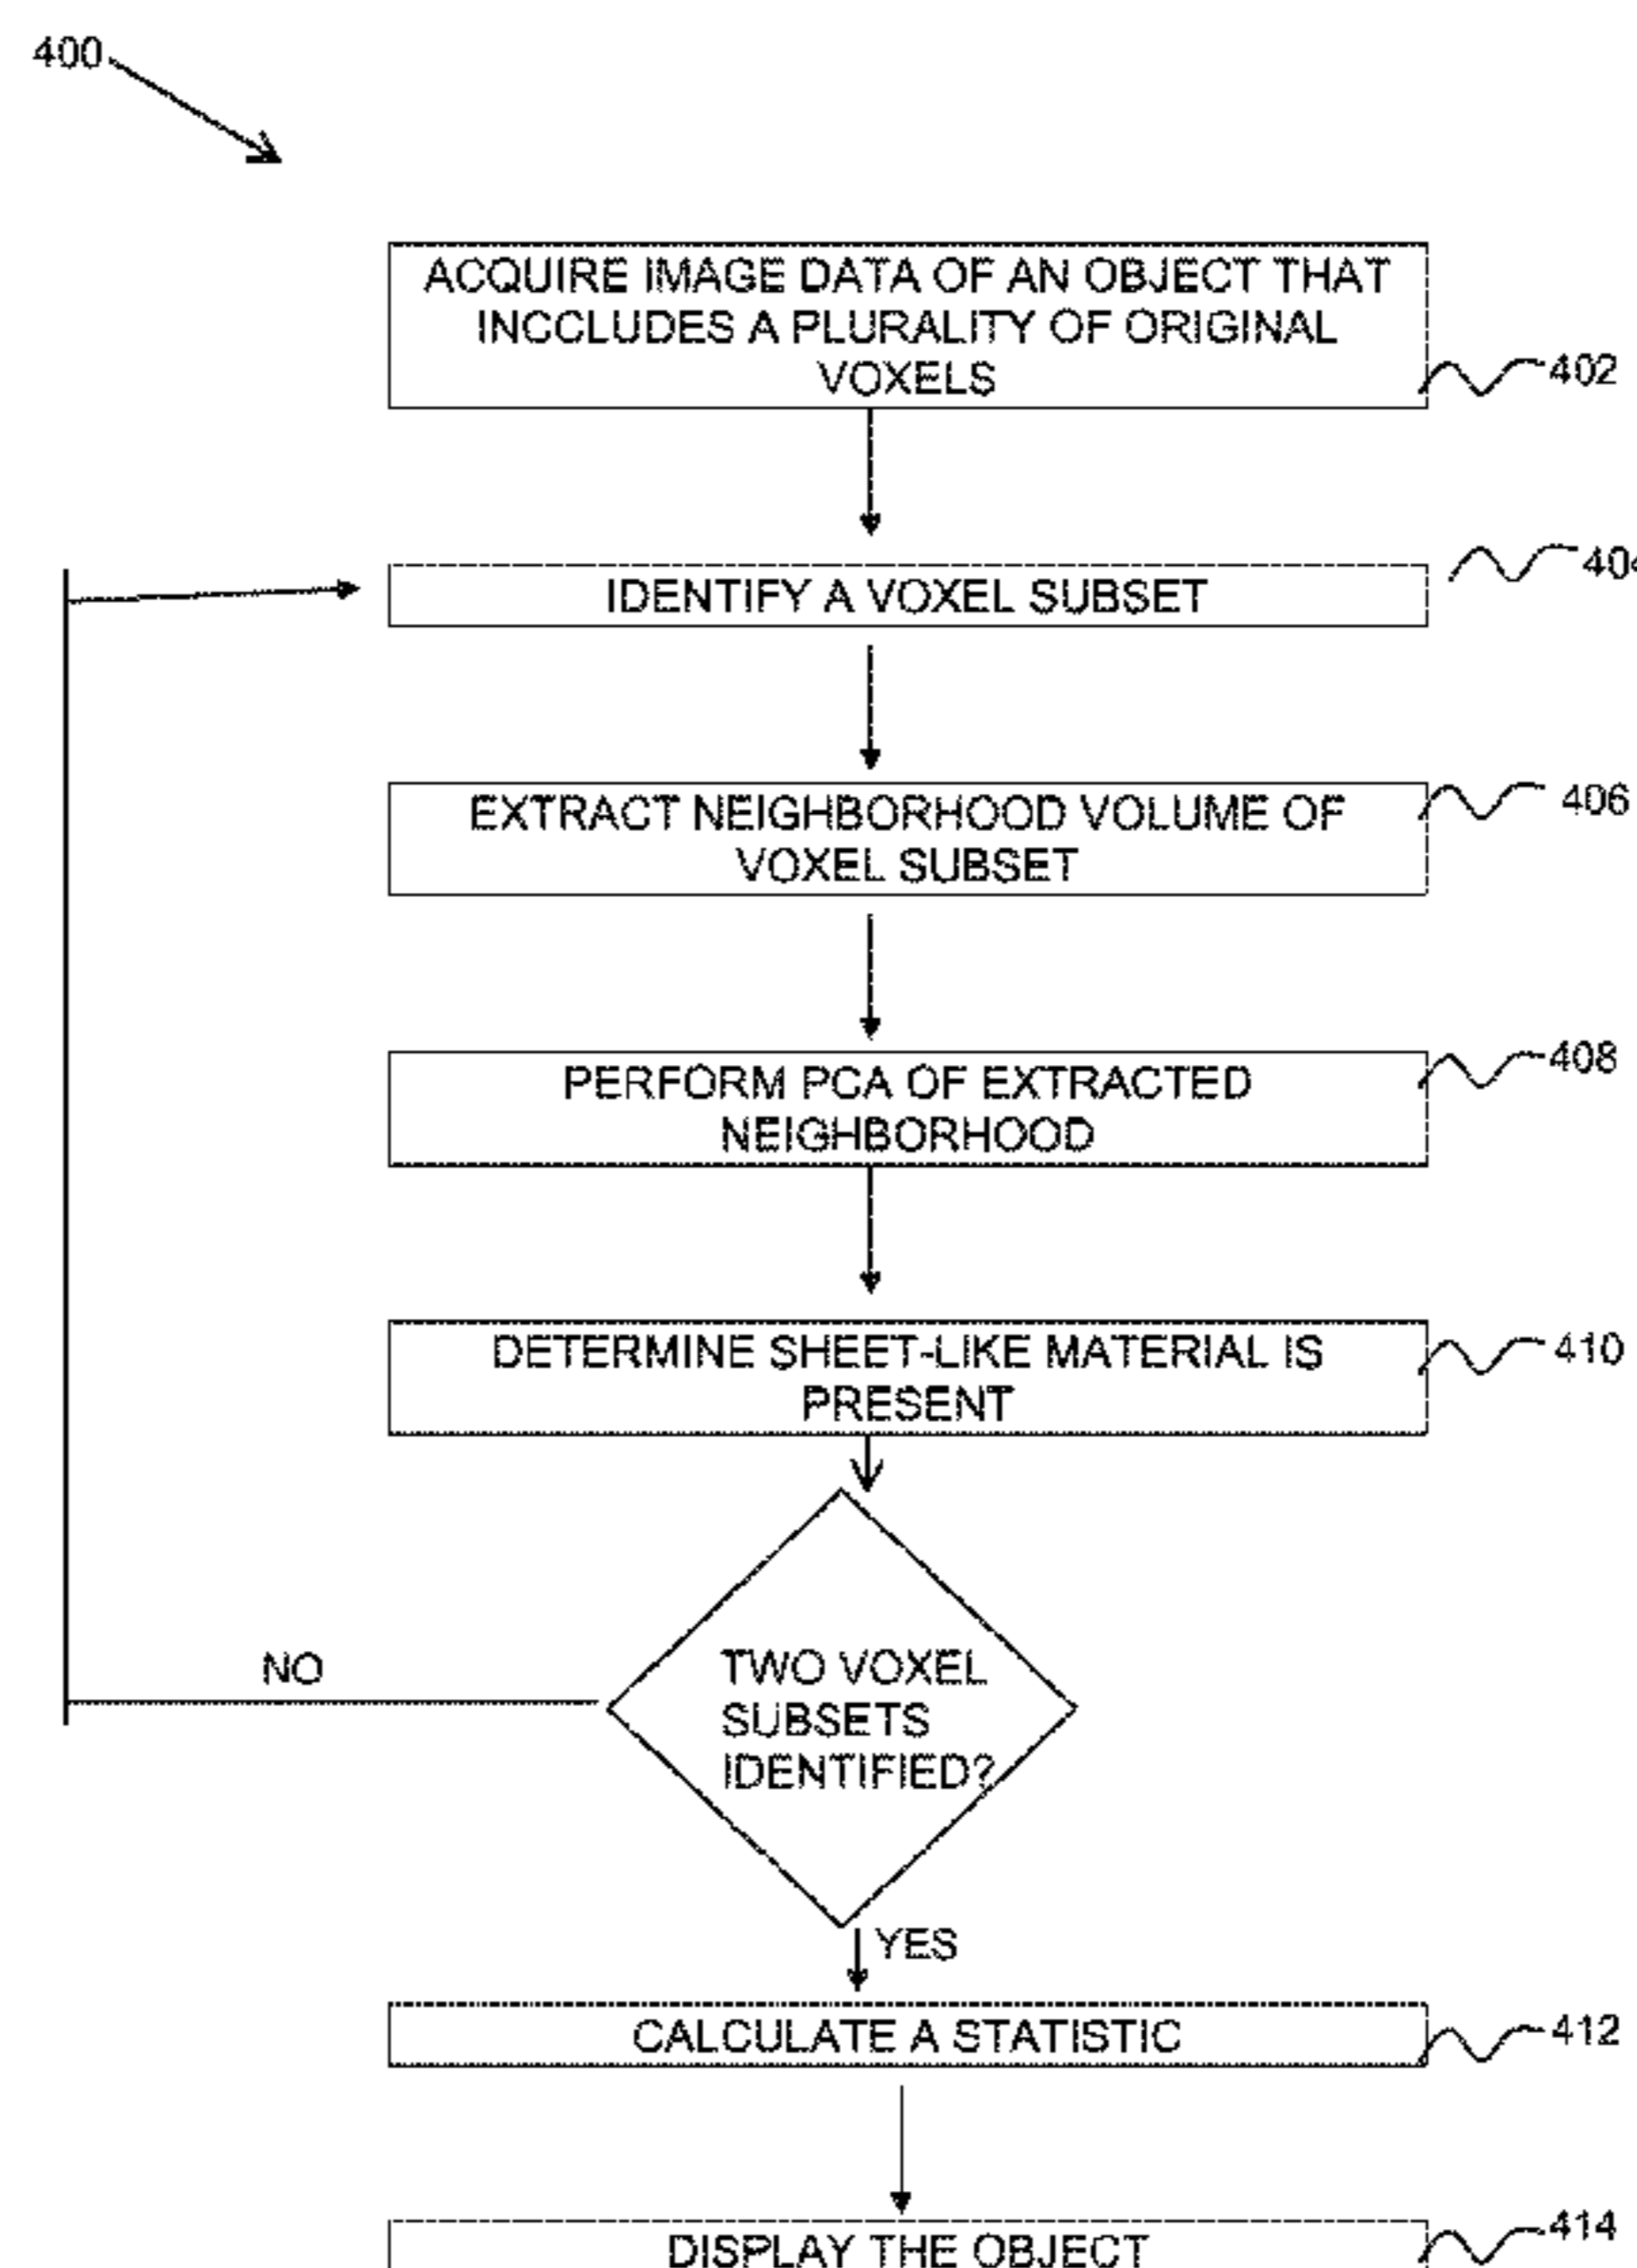 400
ACQUIRE IMAGE DATA OF AN OBJECT THAT
INCCLUDES A PLURALITY OF ORIGINAL
VOXELS
402
IDENTIFY A VOXEL SUBSET
404
EXTRACT NEIGHBORHOOD VOLUME OF
VOXEL SUBSET
406
PERFORM PCA OF EXTRACTED
NEIGHBORHOOD
408
DETERMINE SHEET-LIKE MATERIAL IS
PRESENT
410
TWO VOXEL
SUBSETS
IDENTIFIED?
NO
YES
CALCULATE A STATISTIC
412
DISPLAY THE OBJECT
414